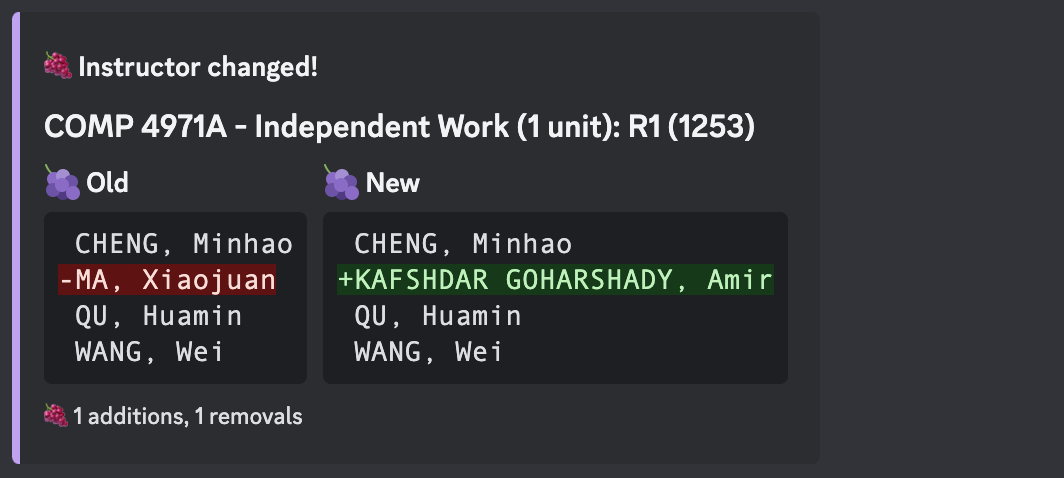 Instructor changed!
COMP 4971A - Independent Work (1 unit): R1 (1253)
Old
CHENG, Minhao
-MA, Xiaojuan
QU, Huamin
WANG, Wei
New
CHENG, Minhao
+KAFSHDAR GOHARSHADY, Amir
QU, Huamin
WANG, Wei
1 additions, 1 removals